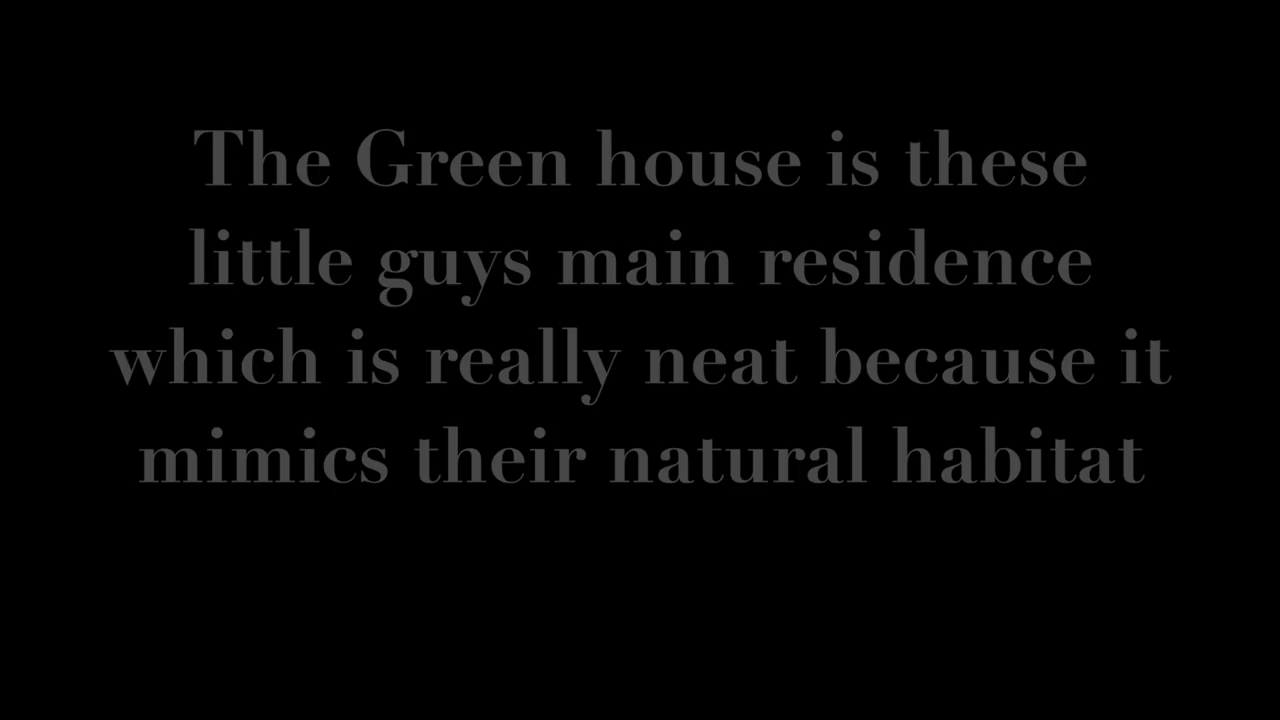 The Green house is these
little guys main residence
which is really neat because it
mimics their natural habitat